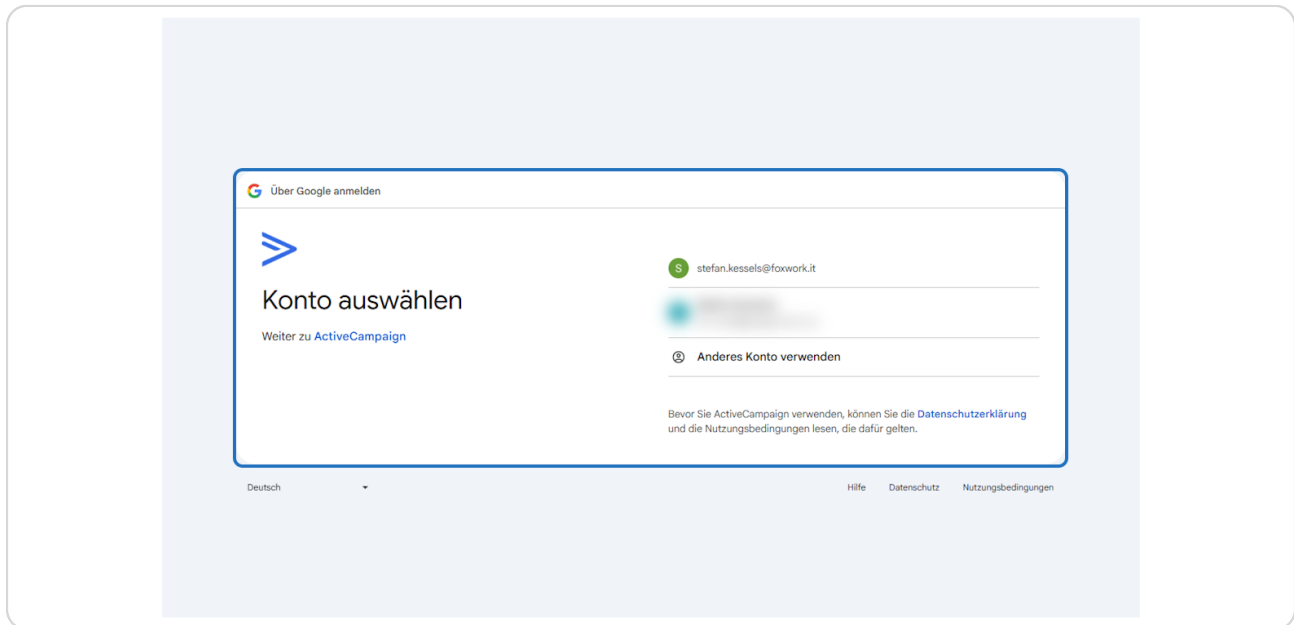 Über Google anmelden
Konto auswählen
Weiter zu ActiveCampaign
S
stefan.kessels@foxwork.it
Anderes Konto verwenden
Bevor Sie ActiveCampaign verwenden, können Sie die Datenschutzerklärung
und die Nutzungsbedingungen lesen, die dafür gelten.
Deutsch
Hilfe Datenschutz Nutzungsbedingungen